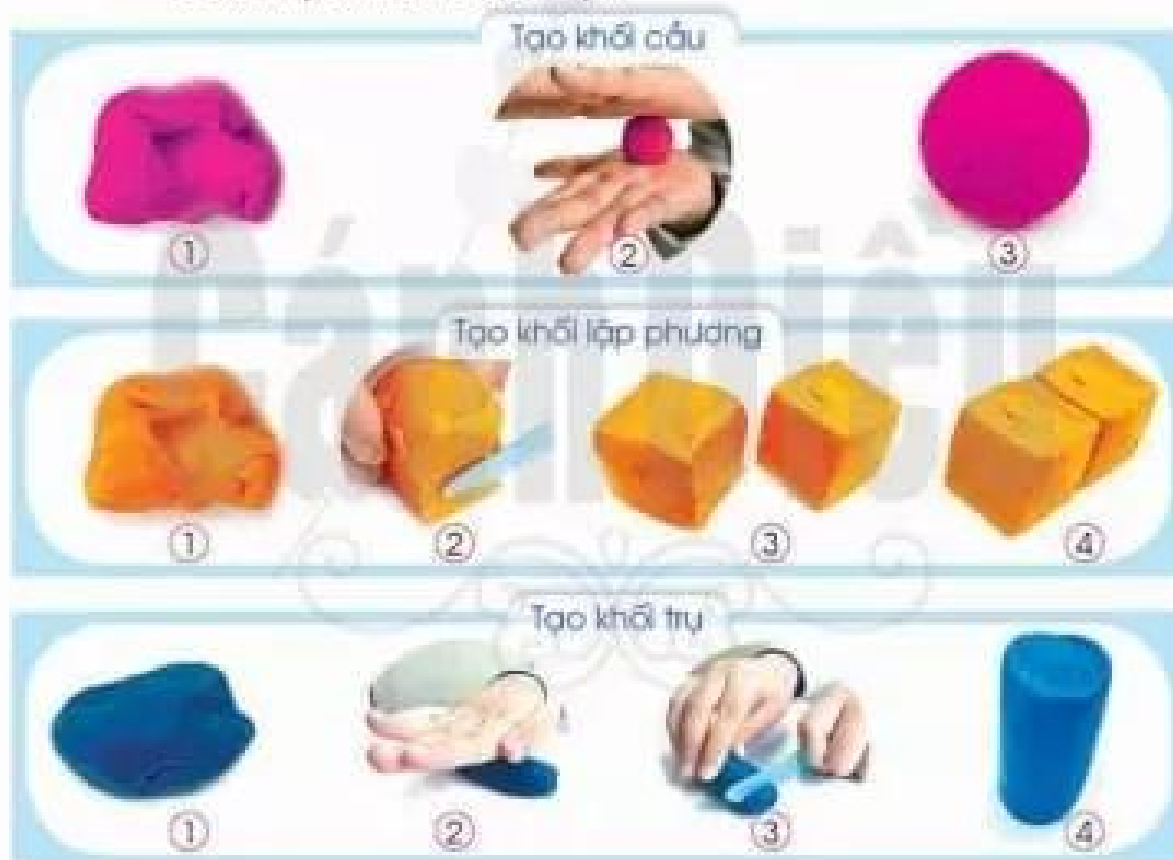 Tạo khối cầu
① ② ③
Tạo khối lập phương
① ② ③ ④
Tạo khối trụ
① ② ③ ④